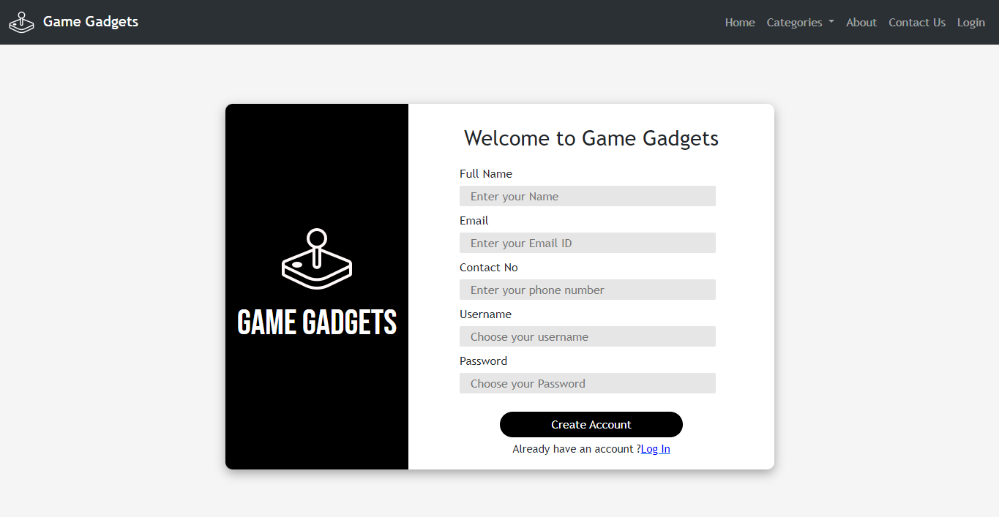 Game Gadgets
Home Categories About Contact Us Login
Welcome to Game Gadgets
Full Name
Enter your Name
Email
Enter your Email ID
Contact No
Enter your phone number
GAME GADGETS
Username
Choose your username
Password
Choose your Password
Create Account
Already have an account ?Log In